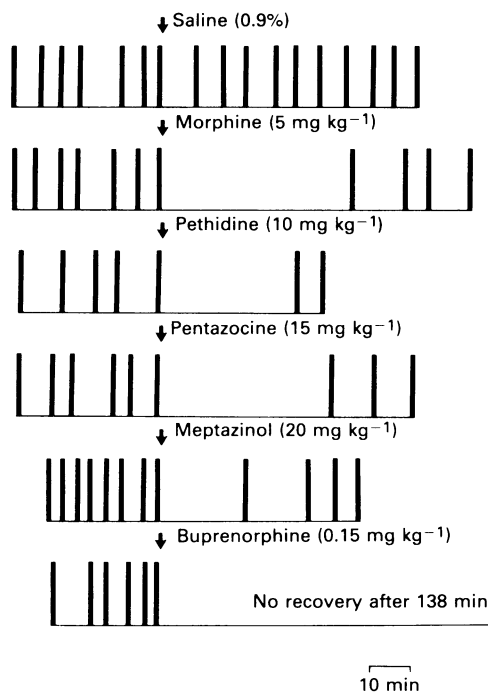 Saline (0.9%)
Morphine (5 mg kg⁻¹)
Pethidine (10 mg kg⁻¹)
Pentazocine (15 mg kg⁻¹)
Meptazinol (20 mg kg⁻¹)
Buprenorphine (0.15 mg kg⁻¹)
No recovery after 138 min
10 min